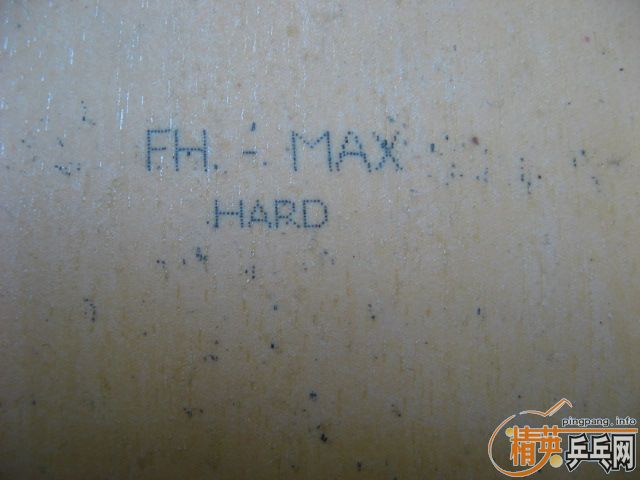 FH. - MAX
HARD
pingpang.info
精英乒乓网